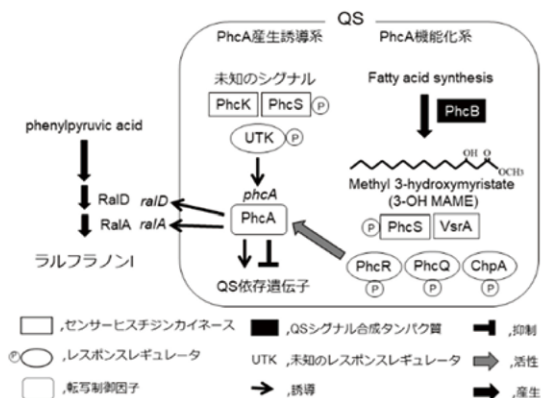 QS
PhcA産生誘導系
PhcA機能化系
未知のシグナル
PhcK
PhcS
P
UTK
P
phcA
PhcA
QS依存遺伝子
Fatty acid synthesis
PhcB
OH
O
OCH3
Methyl 3-hydroxymyristate
(3-OH MAME)
P
PhcS
VsrA
PhcR
PhcQ
ChpA
P
P
P
phenylpyruvic acid
RalD
ralD
RalA
ralA
ラルフラノンI
,センサーヒスチジンカイネース
,QSシグナル合成タンパク質
,抑制
P
,レスポンスレギュレータ
UTK ,未知のレスポンスレギュレータ
,活性
,転写制御因子
,誘導
,産生